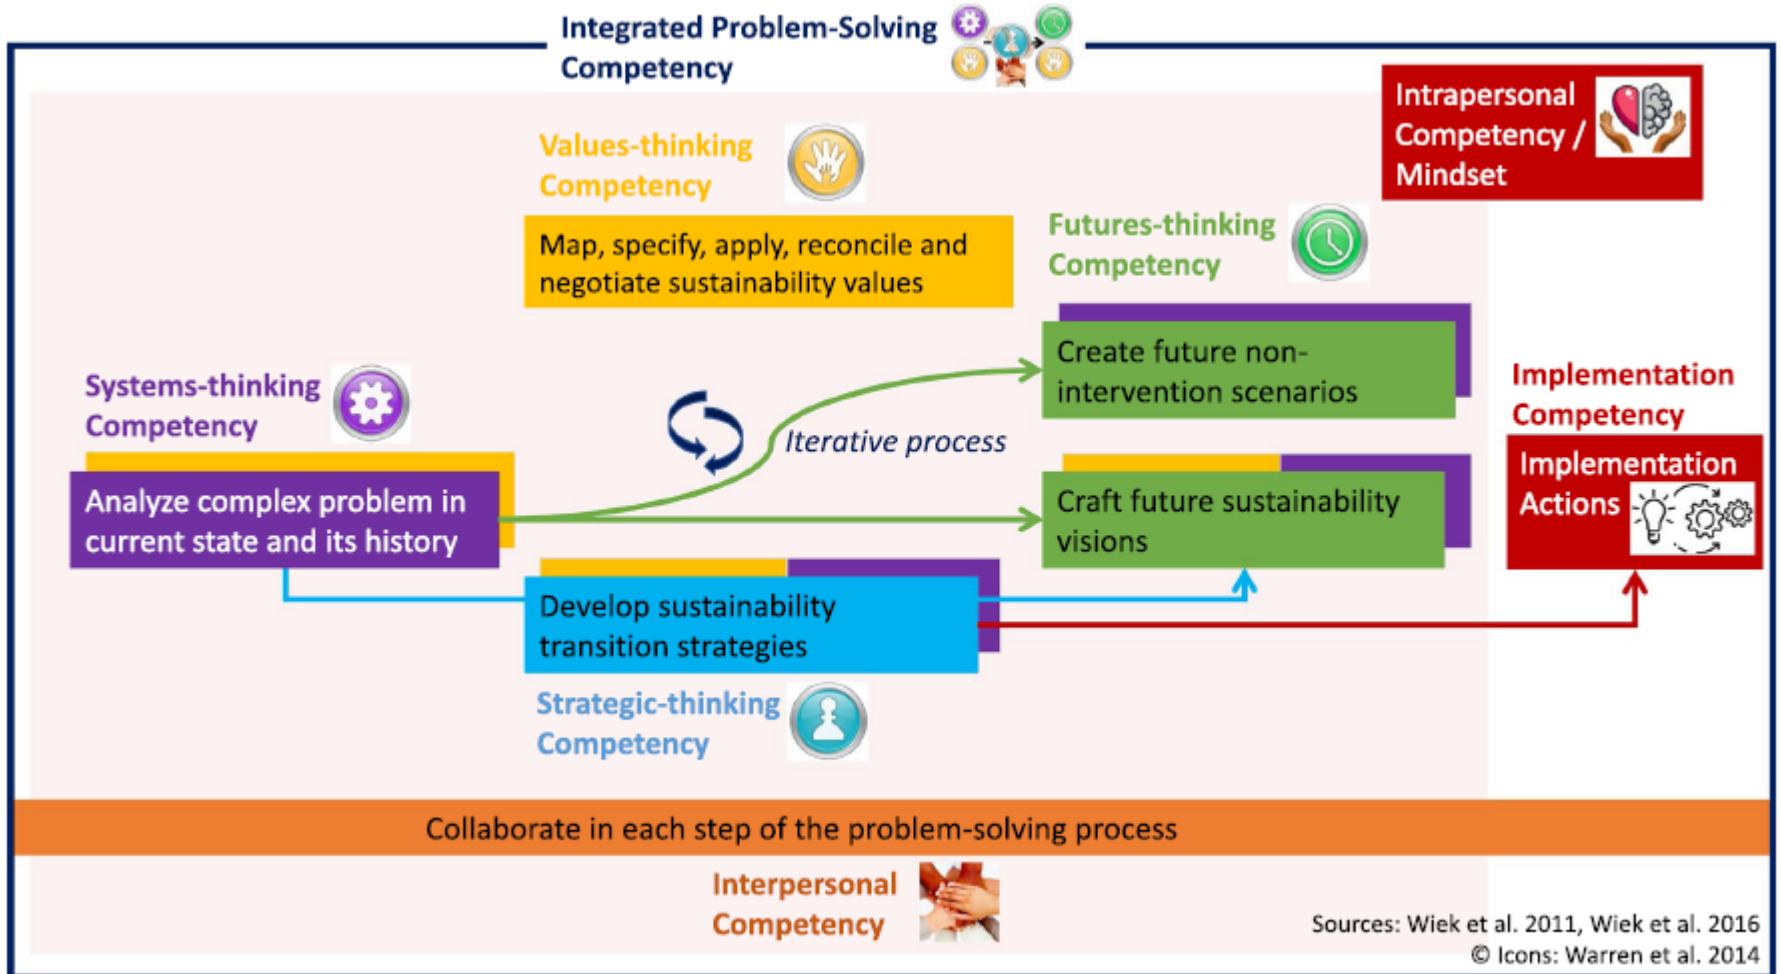 Integrated Problem-Solving
Competency
Intrapersonal
Competency /
Mindset
Values-thinking
Competency
Map, specify, apply, reconcile and
negotiate sustainability values
Futures-thinking
Competency
Create future non-
intervention scenarios
Systems-thinking
Competency
Iterative process
Implementation
Competency
Analyze complex problem in
current state and its history
Craft future sustainability
visions
Implementation
Actions
Develop sustainability
transition strategies
Strategic-thinking
Competency
Collaborate in each step of the problem-solving process
Interpersonal
Competency
Sources: Wiek et al. 2011, Wiek et al. 2016
© Icons: Warren et al. 2014